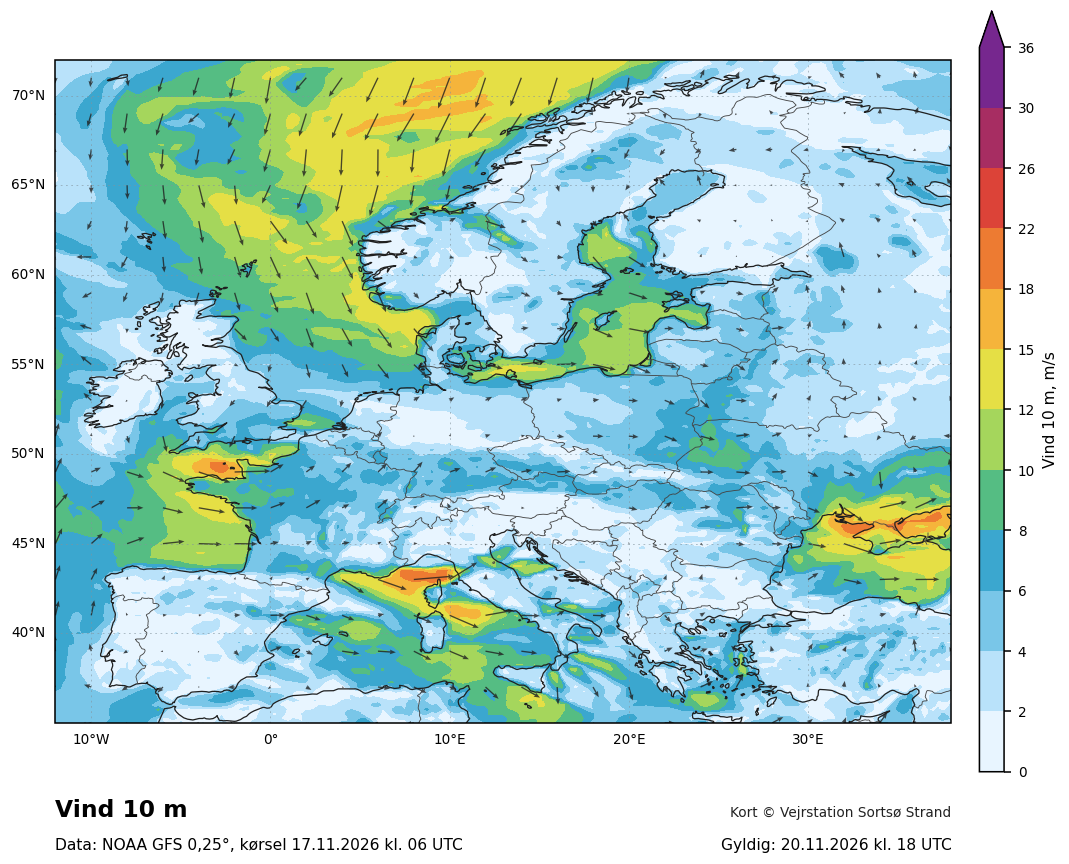 36
30
26
22
18
15
12
10
8
6
4
2
0
Vind 10 m, m/s
70°N
65°N
60°N
55°N
50°N
45°N
40°N
10°W
0°
10°E
20°E
30°E
Vind 10 m
Kort © Vejrstation Sortsø Strand
Data: NOAA GFS 0,25°, kørsel 17.11.2026 kl. 06 UTC
Gyldig: 20.11.2026 kl. 18 UTC